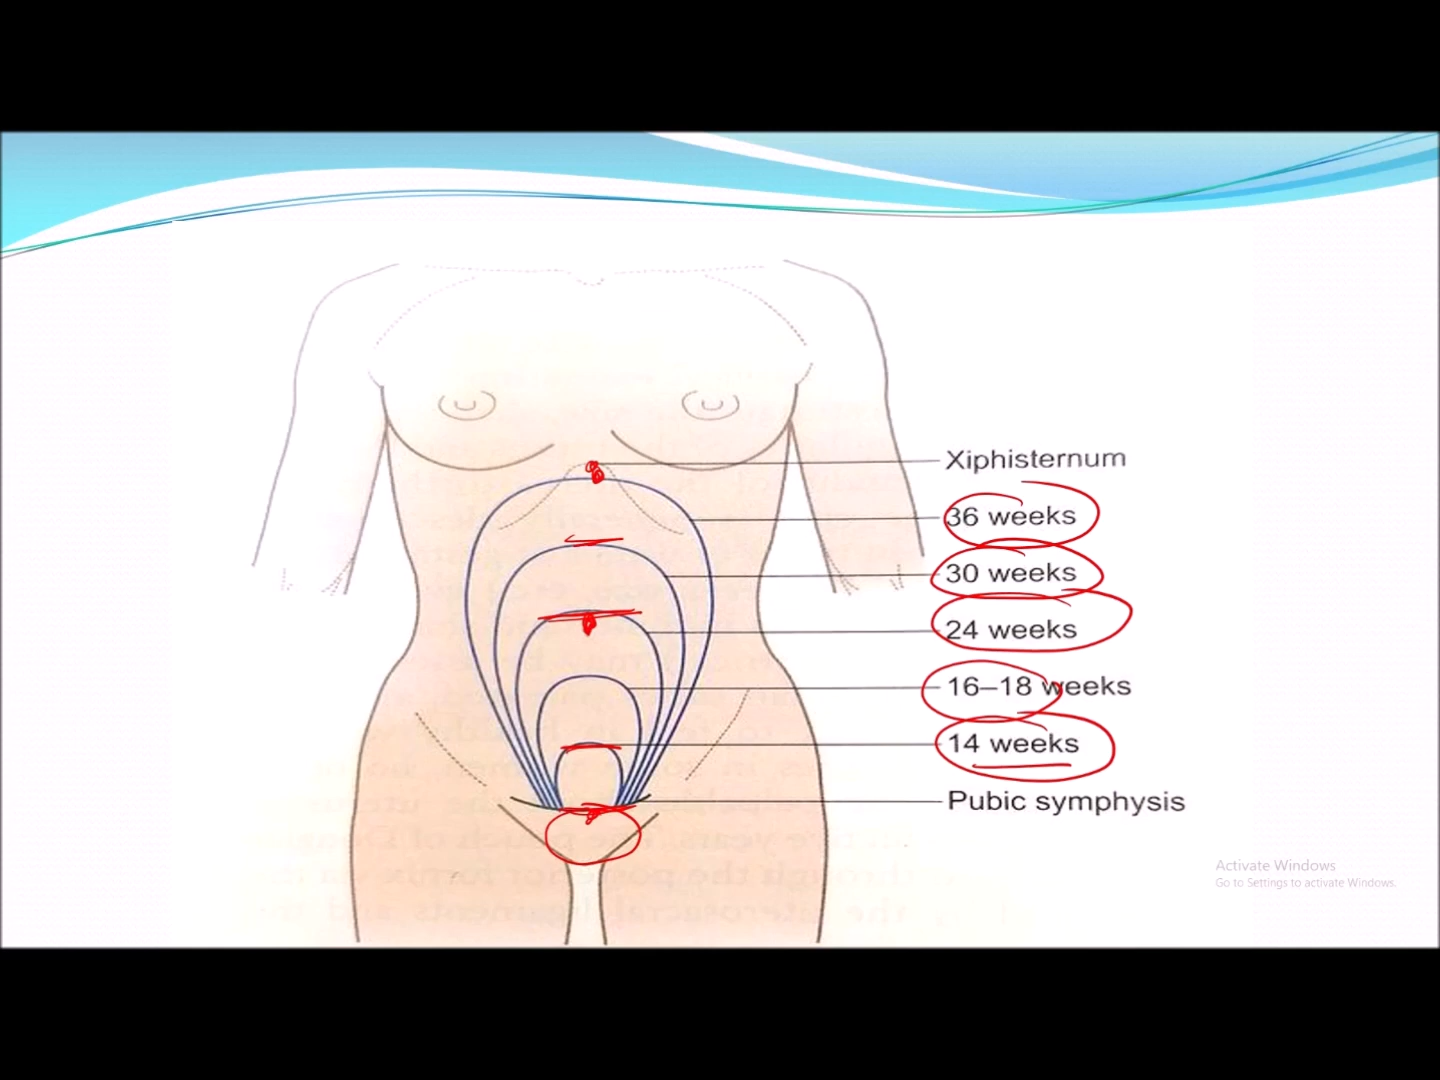 Xiphisternum
36 weeks
30 weeks
24 weeks
16–18 weeks
14 weeks
Pubic symphysis
Activate Windows
Go to Settings to activate Windows.